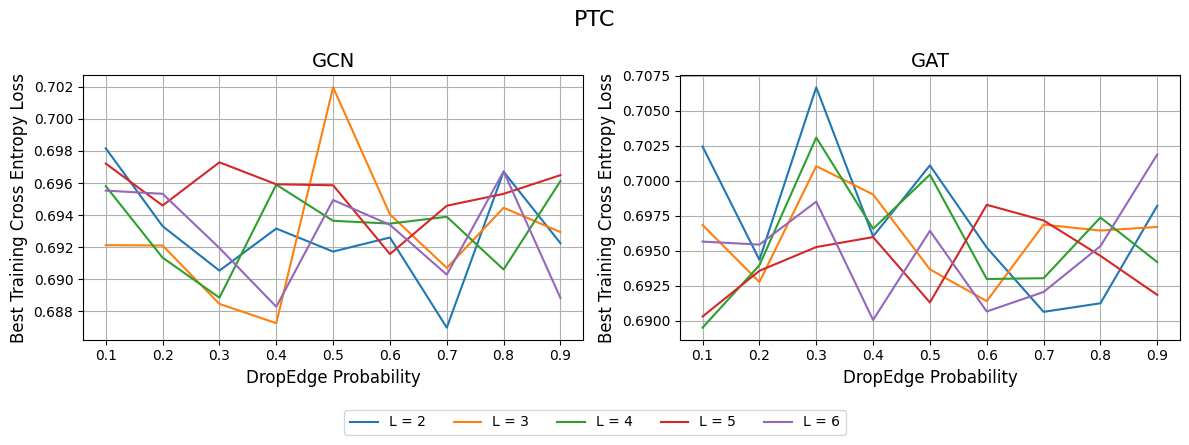 PTC
GCN
Best Training Cross Entropy Loss
0.702
0.700
0.698
0.696
0.694
0.692
0.690
0.688
0.1 0.2 0.3 0.4 0.5 0.6 0.7 0.8 0.9
DropEdge Probability
GAT
Best Training Cross Entropy Loss
0.7075
0.7050
0.7025
0.7000
0.6975
0.6950
0.6925
0.6900
0.1 0.2 0.3 0.4 0.5 0.6 0.7 0.8 0.9
DropEdge Probability
L = 2 L = 3 L = 4 L = 5 L = 6